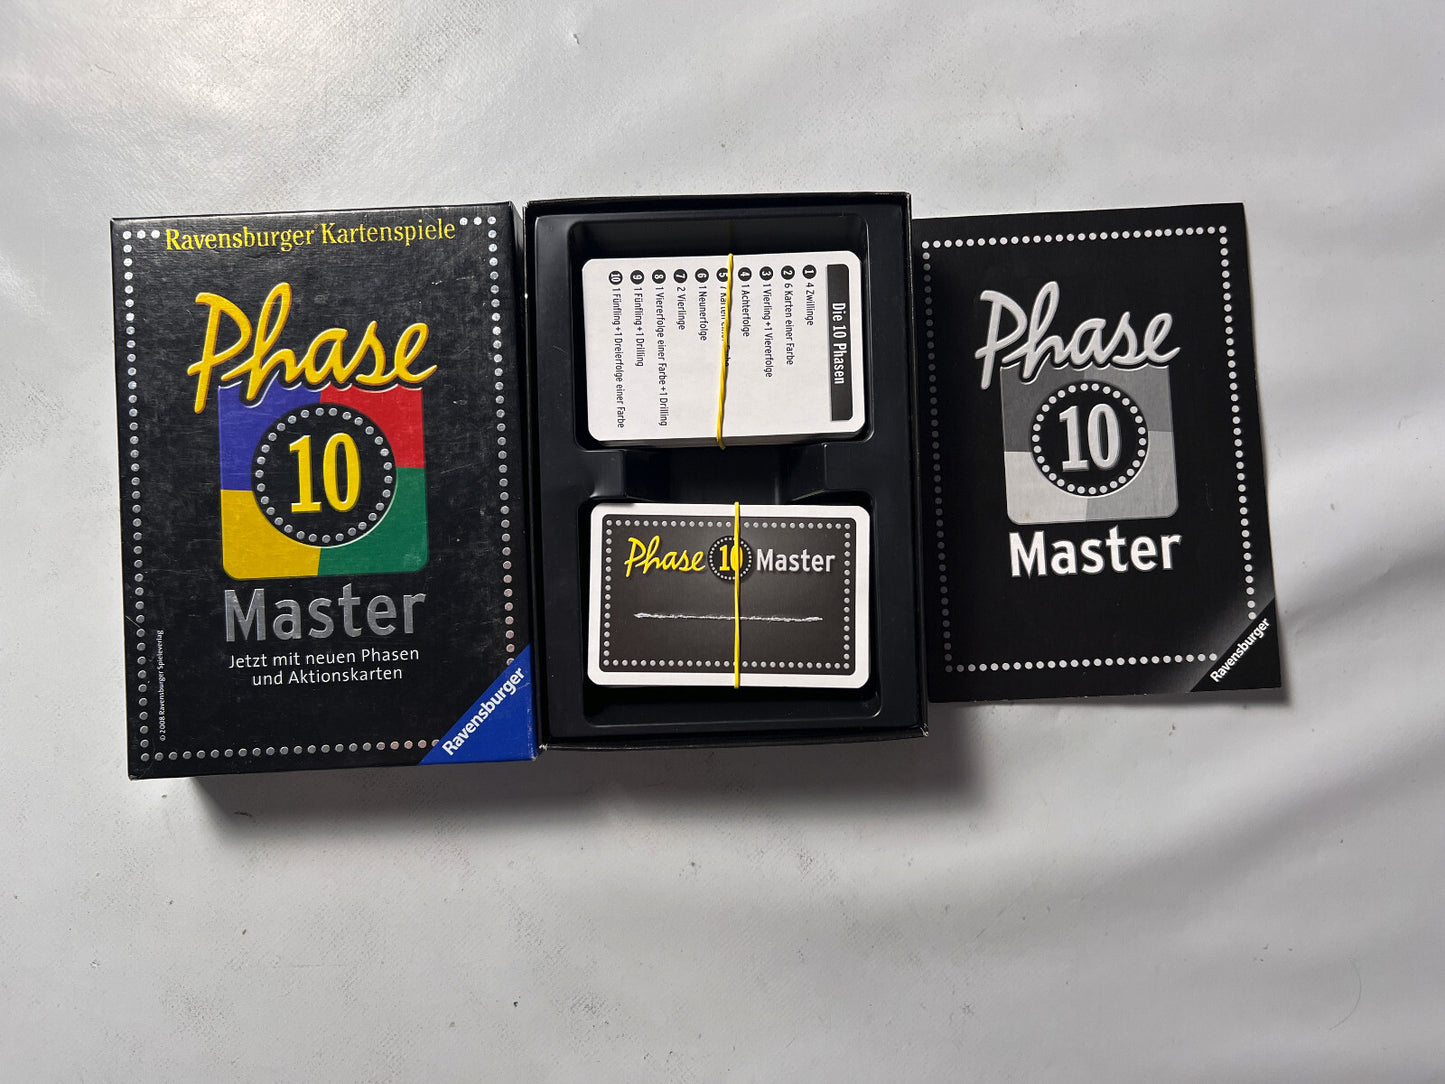 Ravensburger Kartenspiele
Phase
10
Master
Jetzt mit neuen Phasen
und Aktionskarten
© 2008 Ravensburger Spieleverlag
Ravensburger
Die 10 Phasen
1 4 Zwillinge
2 6 Karten einer Farbe
3 1 Vierling + 1 Viererfolge
4 1 Achterfolge
5 7 Karten
6 1 Neunerfolge
7 2 Vierlinge
8 1 Viererfolge einer Farbe + 1 Drilling
9 1 Fünfling + 1 Drilling
10 1 Fünfling + 1 Dreierfolge einer Farbe
Phase 10 Master
Phase
10
Master
Ravensburger